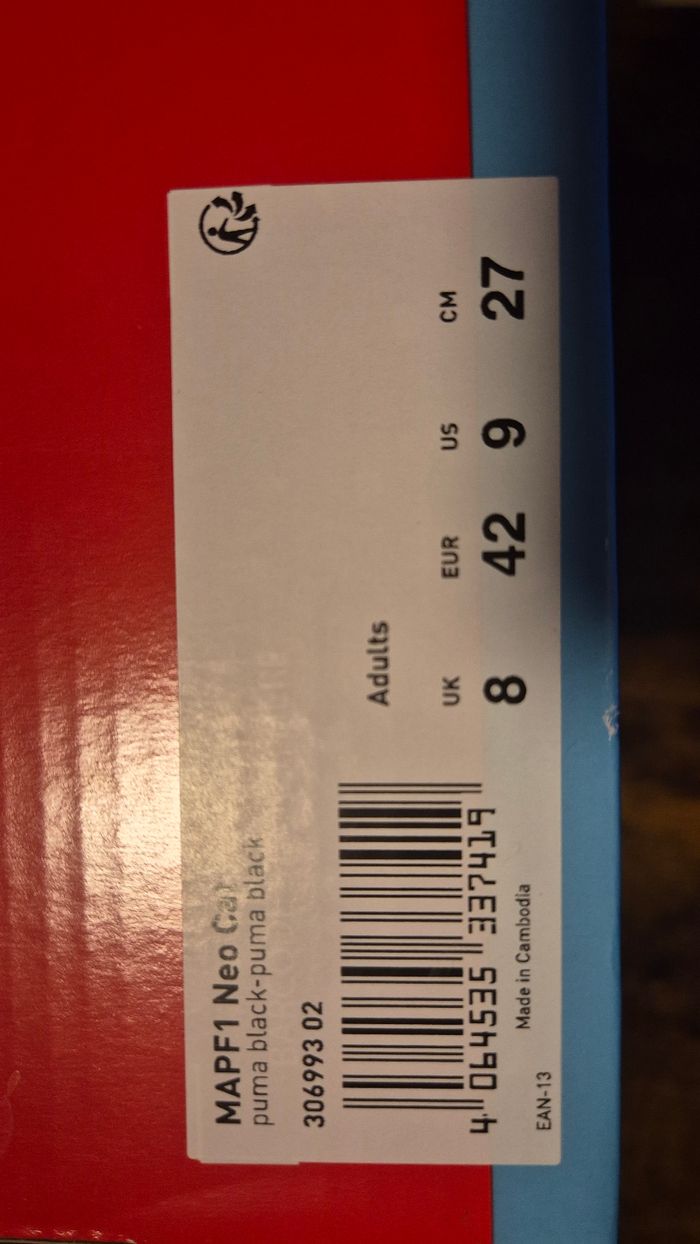 MAPF1 Neo Cat
puma black-puma black
306993 02
Adults
UK EUR US CM
8 42 9 27
4 064535 337419
Made in Cambodia
EAN-13